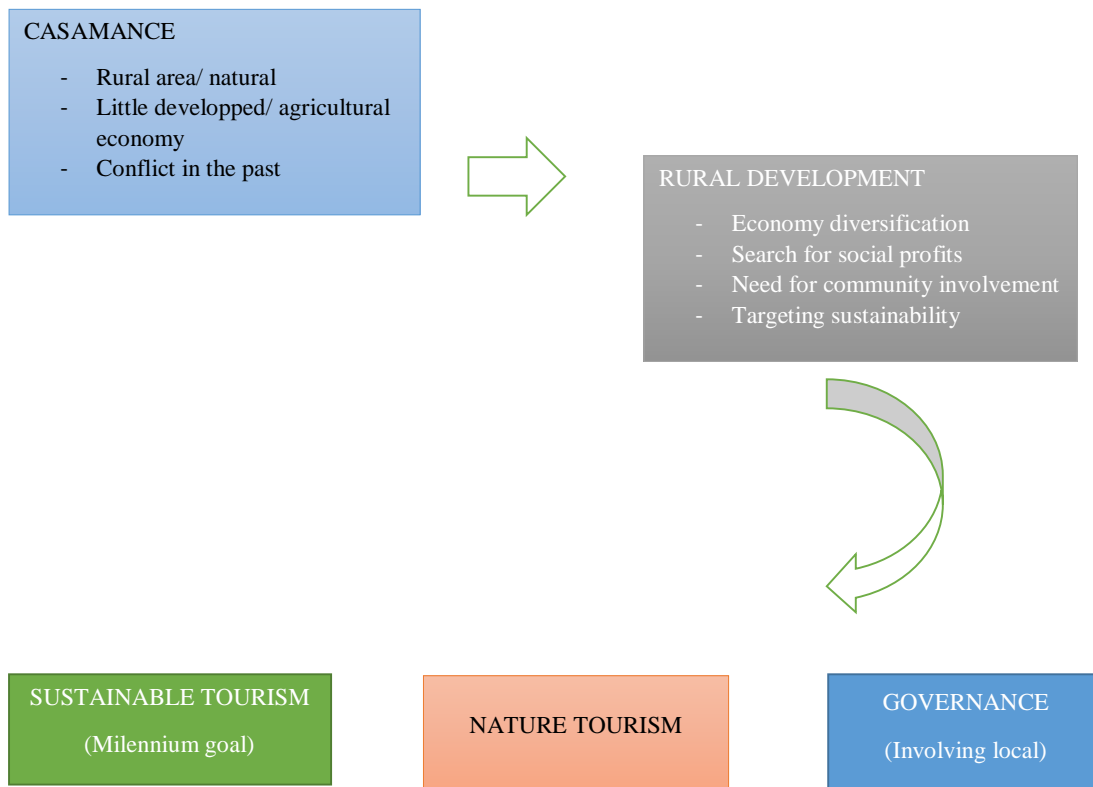 CASAMANCE
- Rural area/ natural
- Little developped/ agricultural
economy
- Conflict in the past
RURAL DEVELOPMENT
- Economy diversification
- Search for social profits
- Need for community involvement
- Targeting sustainability
SUSTAINABLE TOURISM
(Milennium goal)
NATURE TOURISM
GOVERNANCE
(Involving local)